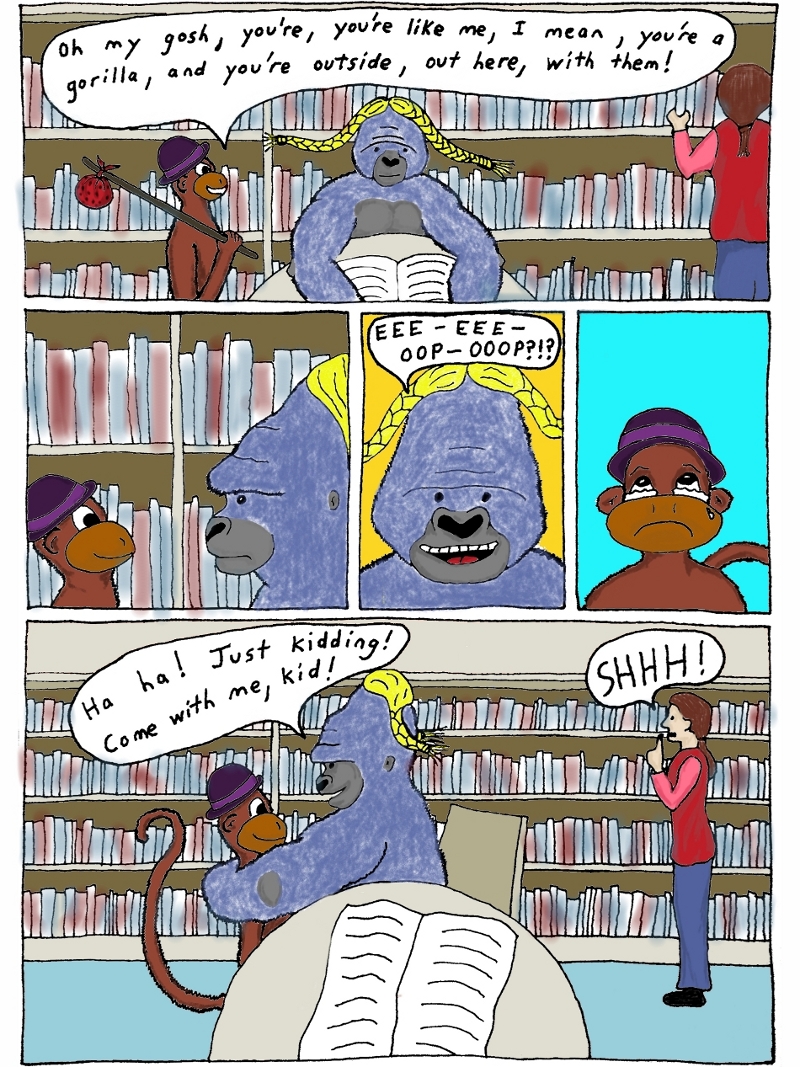 Oh my gosh, you're, you're like me, I mean, you're a
gorilla, and you're outside, out here, with them!
EEE - EEE -
OOP - OOOP?!?
Ha ha! Just kidding!
Come with me, kid!
SHHH!